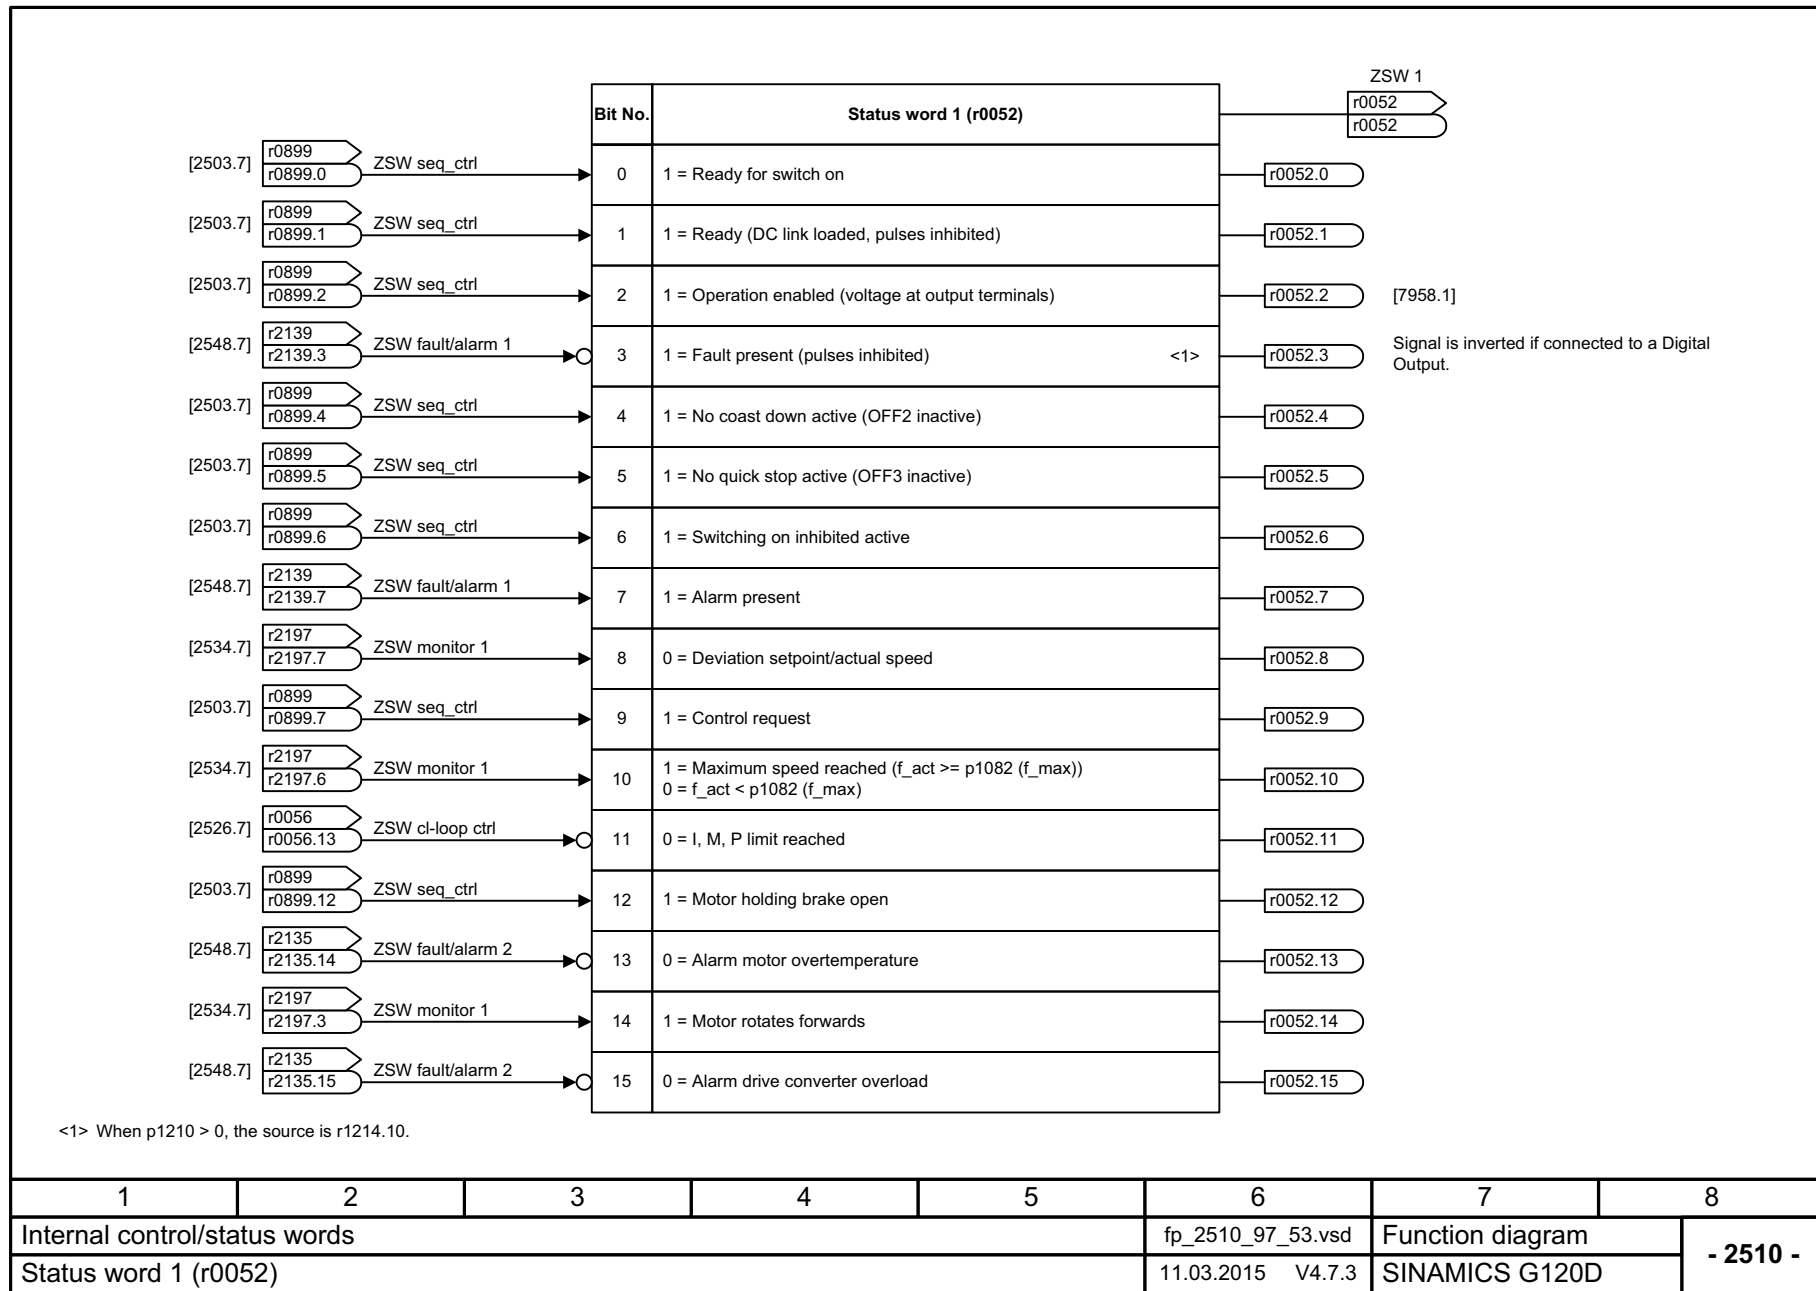 ZSW 1
Bit No. Status word 1 (r0052) r0052
r0052
[2503.7] r0899 ZSW seq_ctrl
r0899.0 0 1 = Ready for switch on r0052.0
[2503.7] r0899 ZSW seq_ctrl
r0899.1 1 1 = Ready (DC link loaded, pulses inhibited) r0052.1
[2503.7] r0899 ZSW seq_ctrl
r0899.2 2 1 = Operation enabled (voltage at output terminals) r0052.2 [7958.1]
[2548.7] r2139 ZSW fault/alarm 1
r2139.3 3 1 = Fault present (pulses inhibited) <1> r0052.3 Signal is inverted if connected to a Digital
Output.
[2503.7] r0899 ZSW seq_ctrl
r0899.4 4 1 = No coast down active (OFF2 inactive) r0052.4
[2503.7] r0899 ZSW seq_ctrl
r0899.5 5 1 = No quick stop active (OFF3 inactive) r0052.5
[2503.7] r0899 ZSW seq_ctrl
r0899.6 6 1 = Switching on inhibited active r0052.6
[2548.7] r2139 ZSW fault/alarm 1
r2139.7 7 1 = Alarm present r0052.7
[2534.7] r2197 ZSW monitor 1
r2197.7 8 0 = Deviation setpoint/actual speed r0052.8
[2503.7] r0899 ZSW seq_ctrl
r0899.7 9 1 = Control request r0052.9
[2534.7] r2197 ZSW monitor 1
r2197.6 10 1 = Maximum speed reached (f_act >= p1082 (f_max))
0 = f_act < p1082 (f_max) r0052.10
[2526.7] r0056 ZSW cl-loop ctrl
r0056.13 11 0 = I, M, P limit reached r0052.11
[2503.7] r0899 ZSW seq_ctrl
r0899.12 12 1 = Motor holding brake open r0052.12
[2548.7] r2135 ZSW fault/alarm 2
r2135.14 13 0 = Alarm motor overtemperature r0052.13
[2534.7] r2197 ZSW monitor 1
r2197.3 14 1 = Motor rotates forwards r0052.14
[2548.7] r2135 ZSW fault/alarm 2
r2135.15 15 0 = Alarm drive converter overload r0052.15
<1> When p1210 > 0, the source is r1214.10.
1 2 3 4 5 6 7 8
Internal control/status words fp_2510_97_53.vsd Function diagram - 2510 -
Status word 1 (r0052) 11.03.2015 V4.7.3 SINAMICS G120D